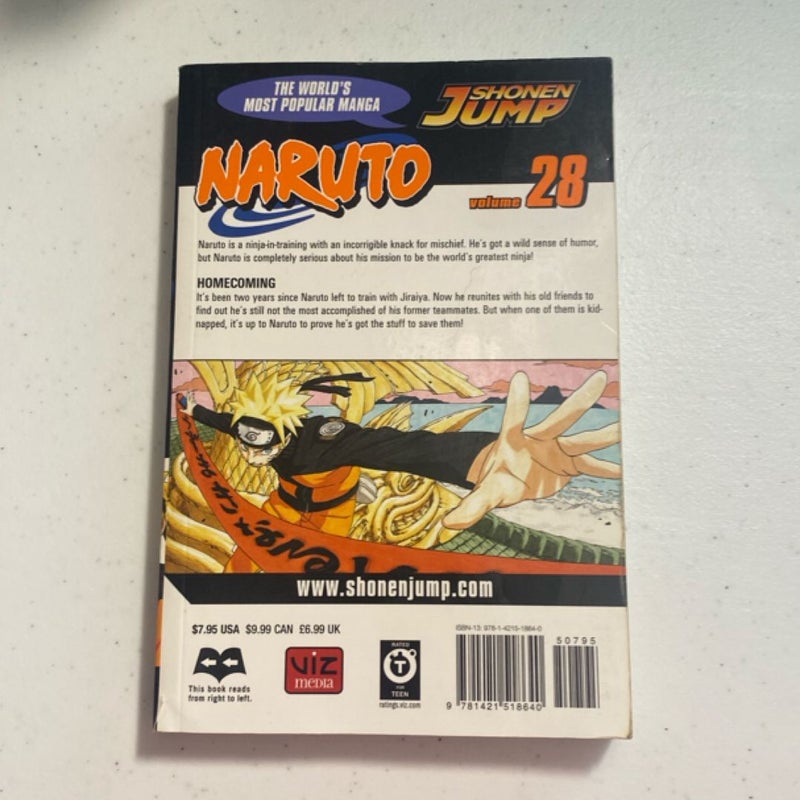 THE WORLD'S
MOST POPULAR MANGA
SHONEN
JUMP
NARUTO
volume 28
Naruto is a ninja-in-training with an incorrigible knack for mischief. He's got a wild sense of humor,
but Naruto is completely serious about his mission to be the world's greatest ninja!
HOMECOMING
It's been two years since Naruto left to train with Jiraiya. Now he reunites with his old friends to
find out he's still not the most accomplished of his former teammates. But when one of them is kid-
napped, it's up to Naruto to prove he's got the stuff to save them!
www.shonenjump.com
$7.95 USA $9.99 CAN £6.99 UK
This book reads
from right to left.
VIZ
MEDIA
RATED
T
FOR
TEEN
ratings.viz.com
ISBN-13: 978-1-4215-1864-0
50795
9 781421 518640